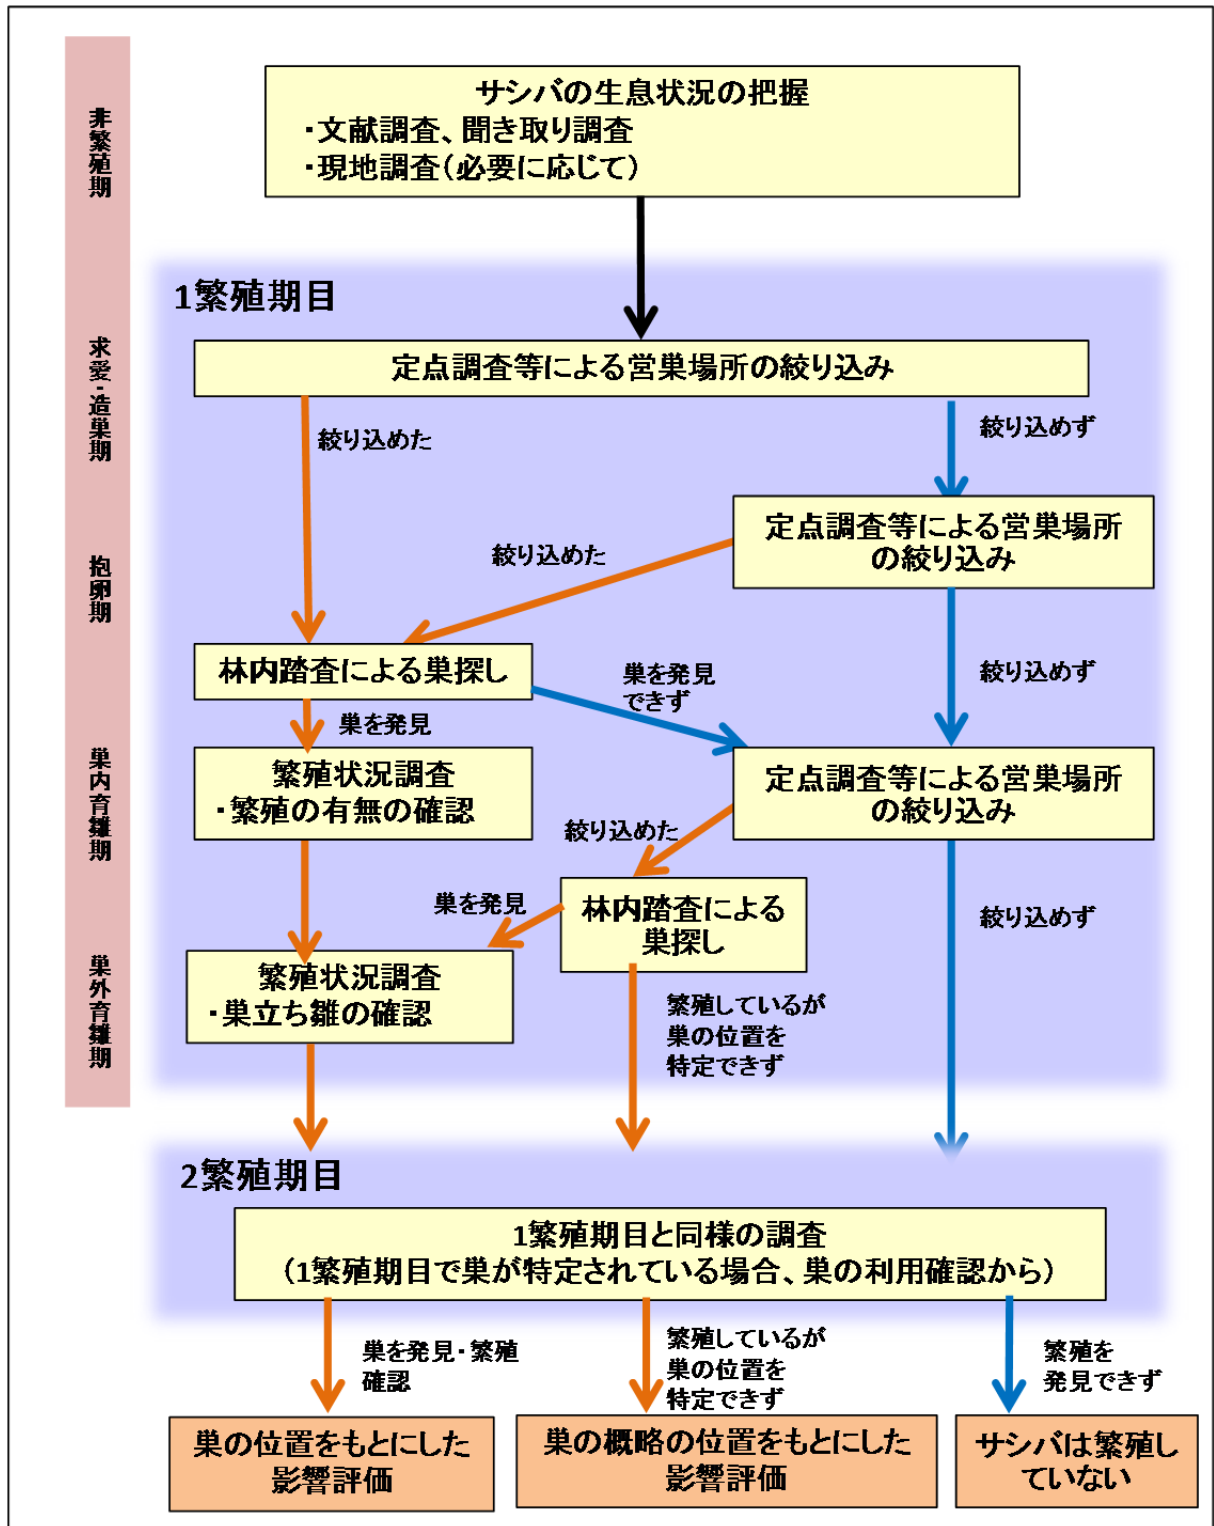 非繁殖期
サシバの生息状況の把握
・文献調査、聞き取り調査
・現地調査(必要に応じて)
1繁殖期目
求愛・造巣期
定点調査等による営巣場所の絞り込み
絞り込めた
絞り込めず
定点調査等による営巣場所
の絞り込み
絞り込めた
抱卵期
林内踏査による巣探し
巣を発見
できず
絞り込めず
巣を発見
巣内育雛期
繁殖状況調査
・繁殖の有無の確認
定点調査等による営巣場所
の絞り込み
絞り込めた
巣を発見
林内踏査による
巣探し
絞り込めず
巣外育雛期
繁殖状況調査
・巣立ち雛の確認
繁殖しているが
巣の位置を
特定できず
2繁殖期目
1繁殖期目と同様の調査
(1繁殖期目で巣が特定されている場合、巣の利用確認から)
巣を発見・繁殖
確認
繁殖しているが
巣の位置を
特定できず
繁殖を
発見できず
巣の位置をもとにした
影響評価
巣の概略の位置をもとにした
影響評価
サシバは繁殖し
ていない